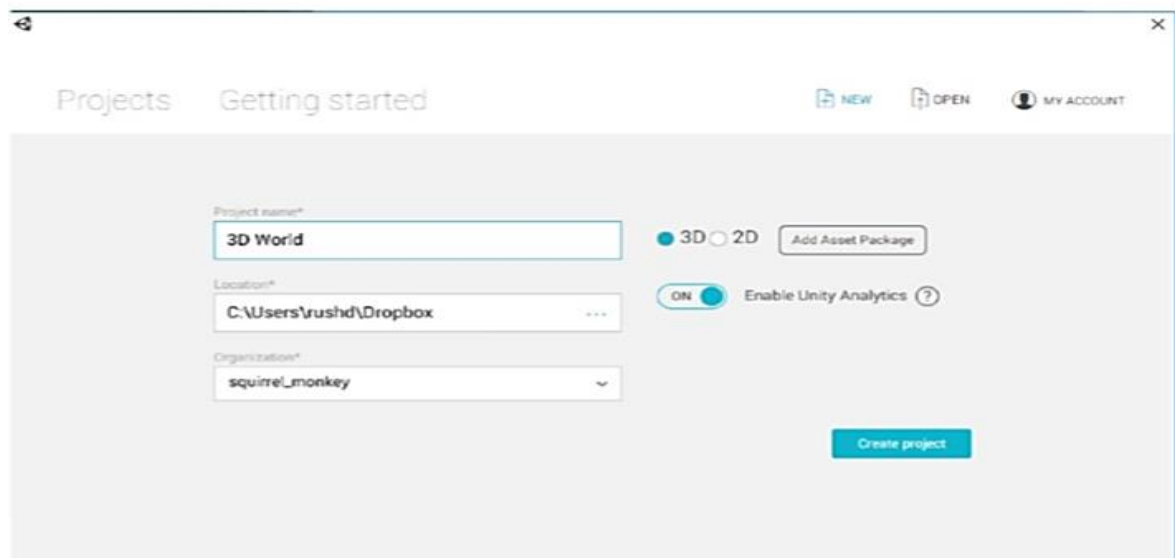 Projects Getting started NEW OPEN MY ACCOUNT
Project name*
3D World
3D 2D Add Asset Package
Location*
C:\Users\rushd\Dropbox ...
ON Enable Unity Analytics ?
Organization*
squirrel_monkey
Create project